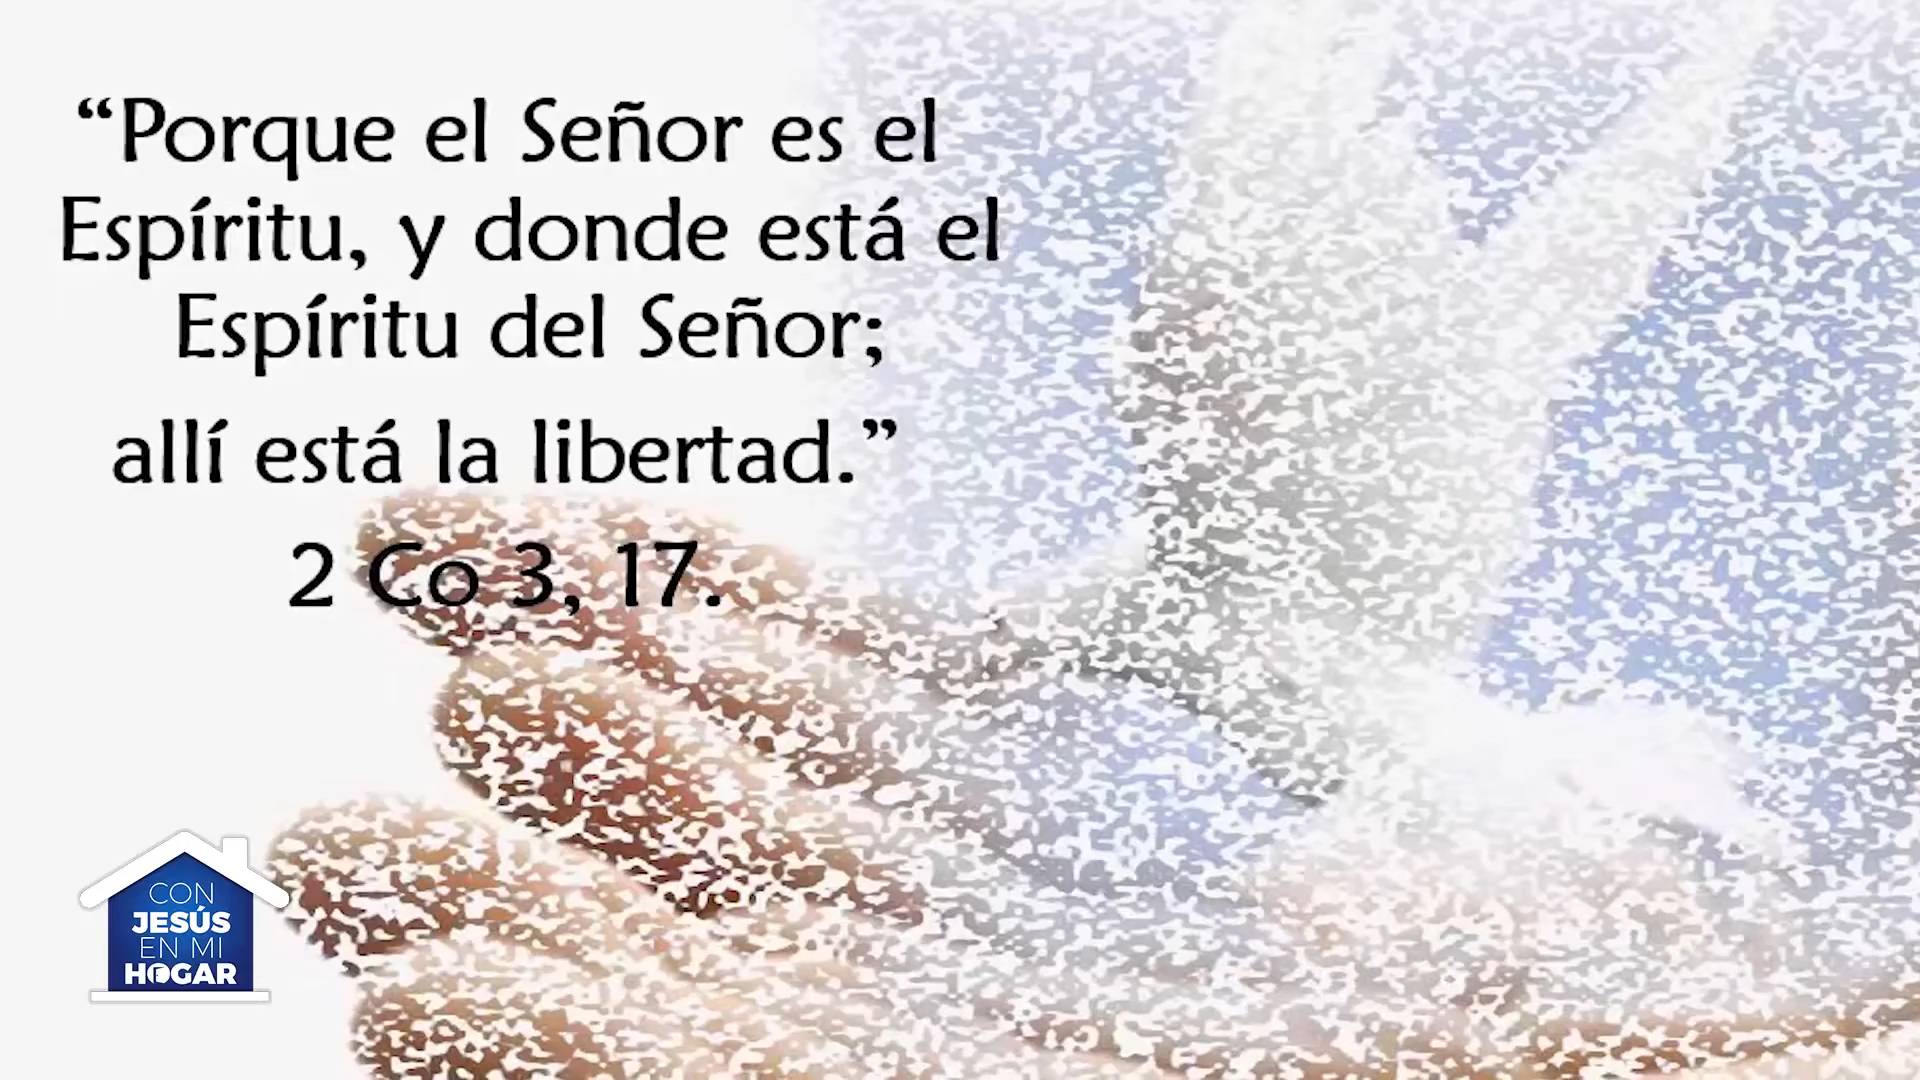 “Porque el Señor es el
Espíritu, y donde está el
Espíritu del Señor;
allí está la libertad.”
2 Co 3, 17.
CON
JESÚS
EN MI
HOGAR